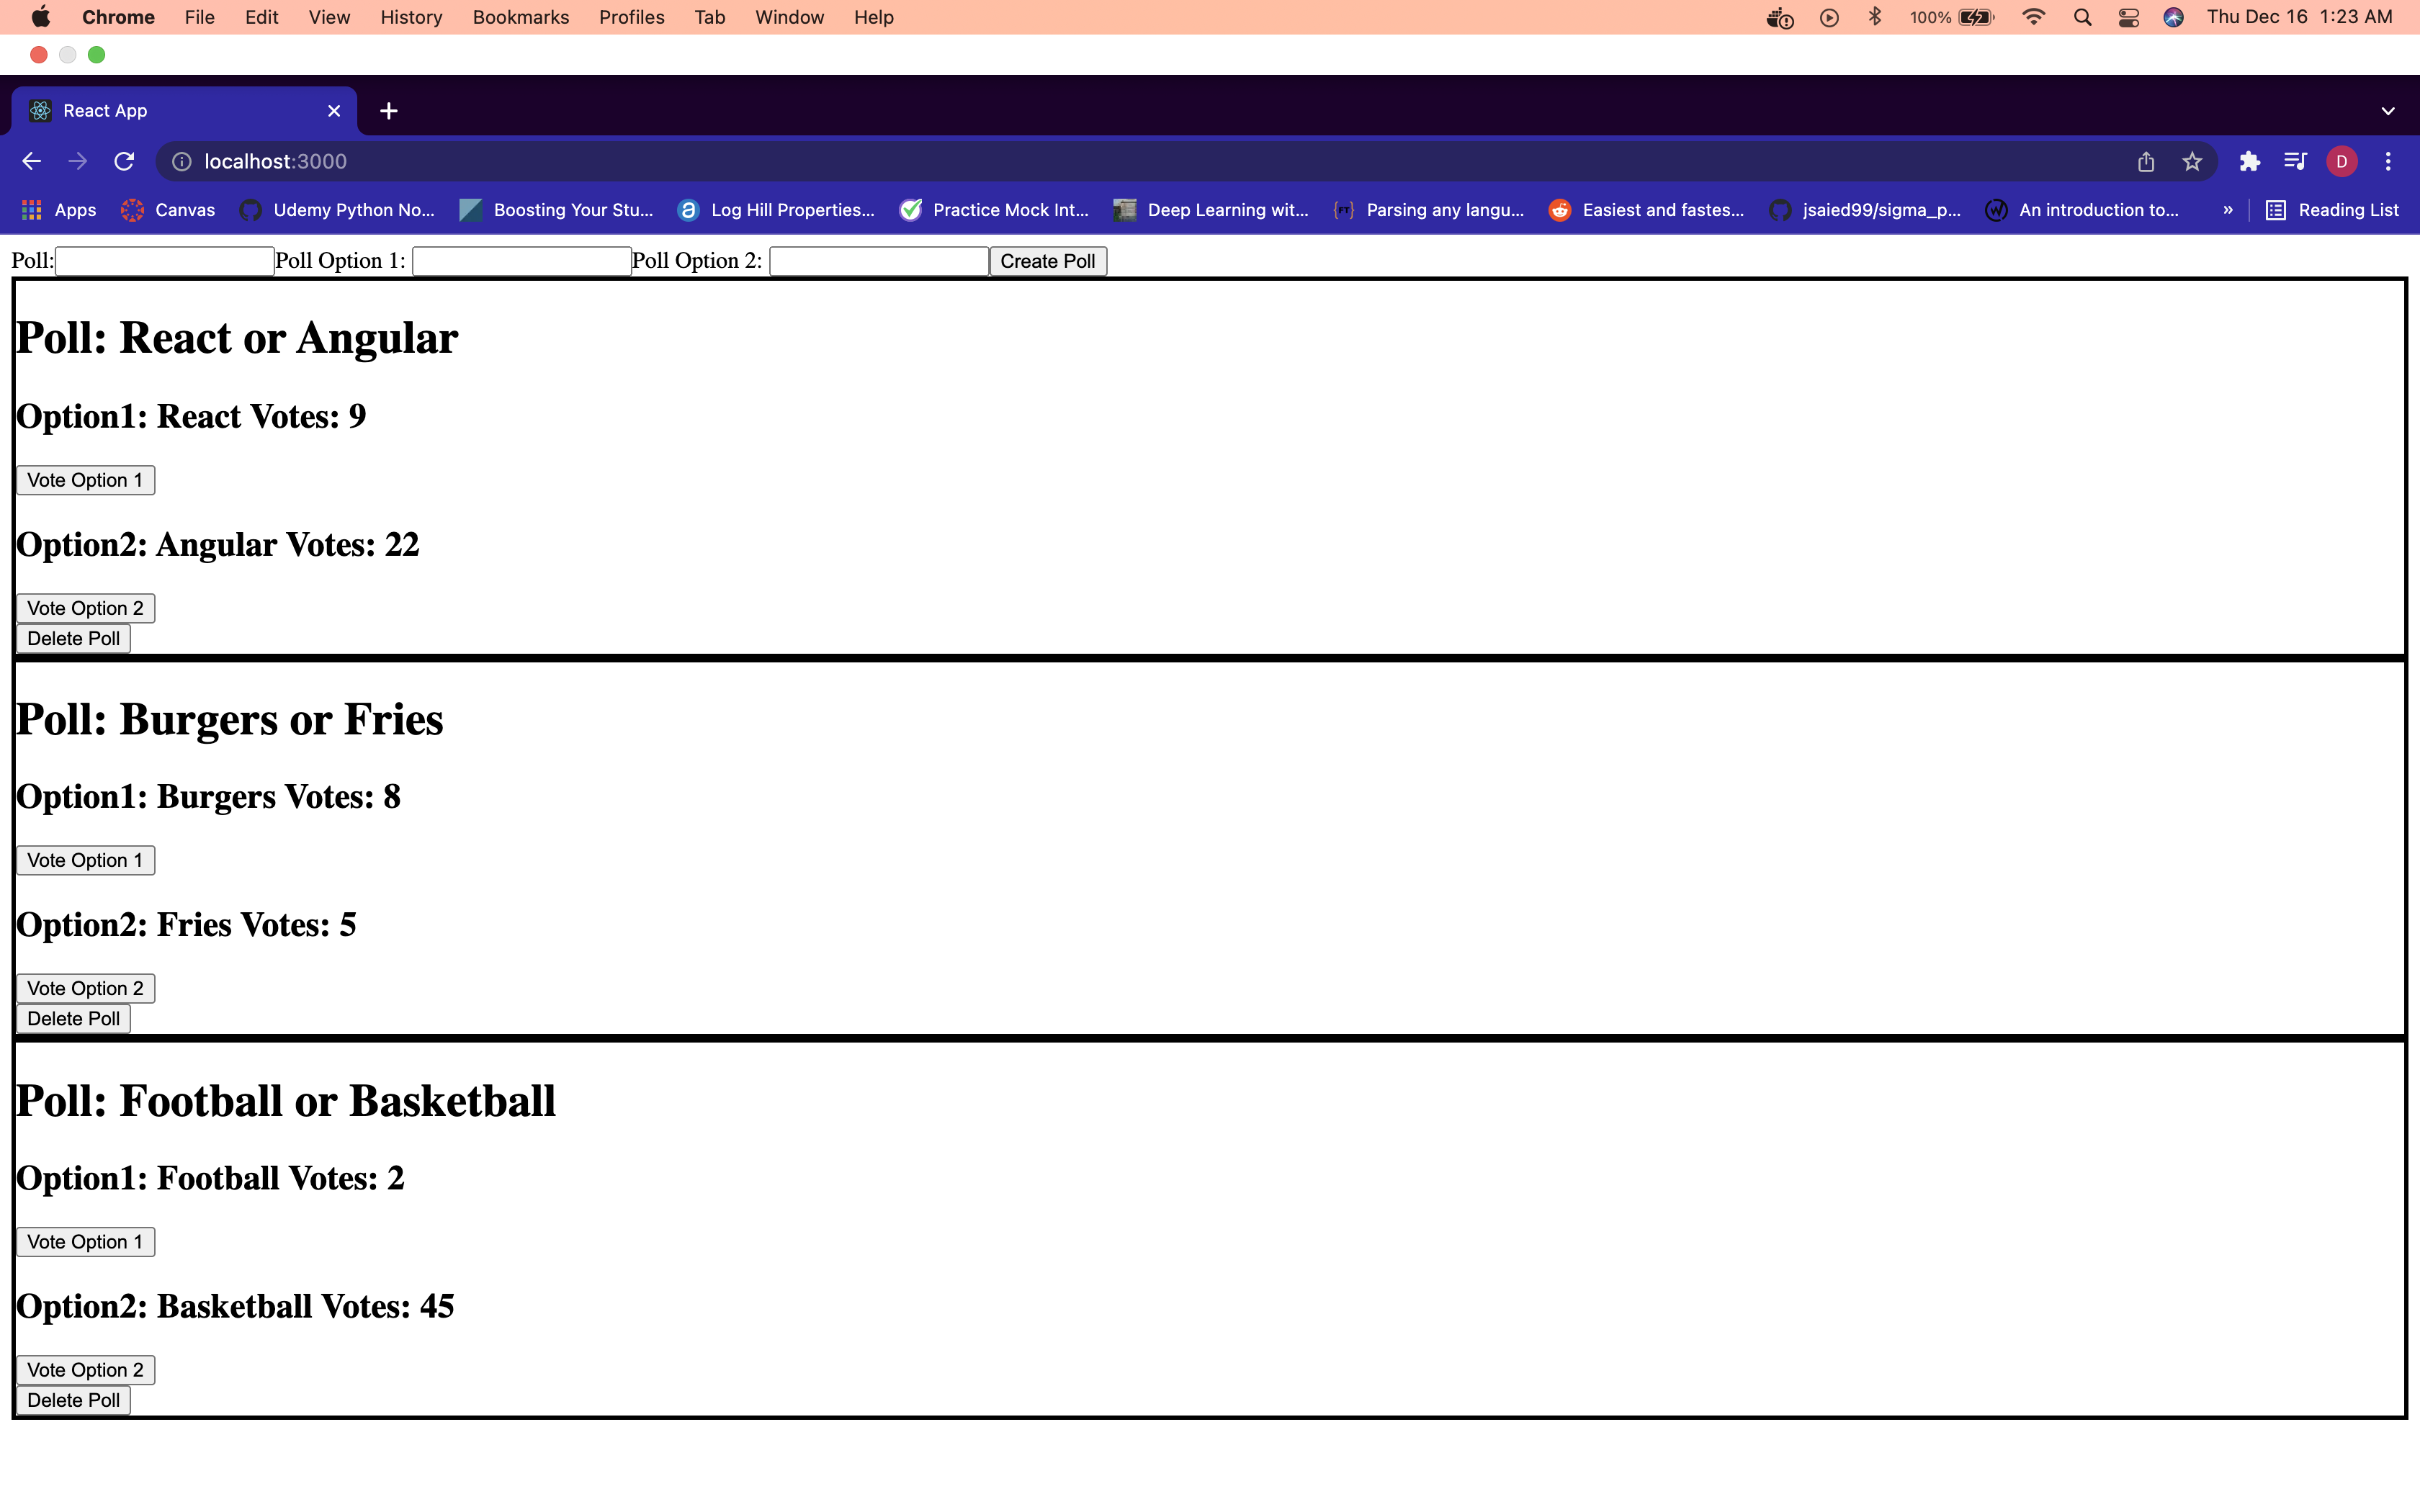 Chrome File Edit View History Bookmarks Profiles Tab Window Help 100% Thu Dec 16 1:23 AM
React App
localhost:3000 D
Apps Canvas Udemy Python No... Boosting Your Stu... Log Hill Properties... Practice Mock Int... Deep Learning wit... {FT} Parsing any langu... Easiest and fastes... jsaied99/sigma_p... An introduction to... » Reading List
Poll: Poll Option 1: Poll Option 2: Create Poll
Poll: React or Angular
Option1: React Votes: 9
Vote Option 1
Option2: Angular Votes: 22
Vote Option 2
Delete Poll
Poll: Burgers or Fries
Option1: Burgers Votes: 8
Vote Option 1
Option2: Fries Votes: 5
Vote Option 2
Delete Poll
Poll: Football or Basketball
Option1: Football Votes: 2
Vote Option 1
Option2: Basketball Votes: 45
Vote Option 2
Delete Poll